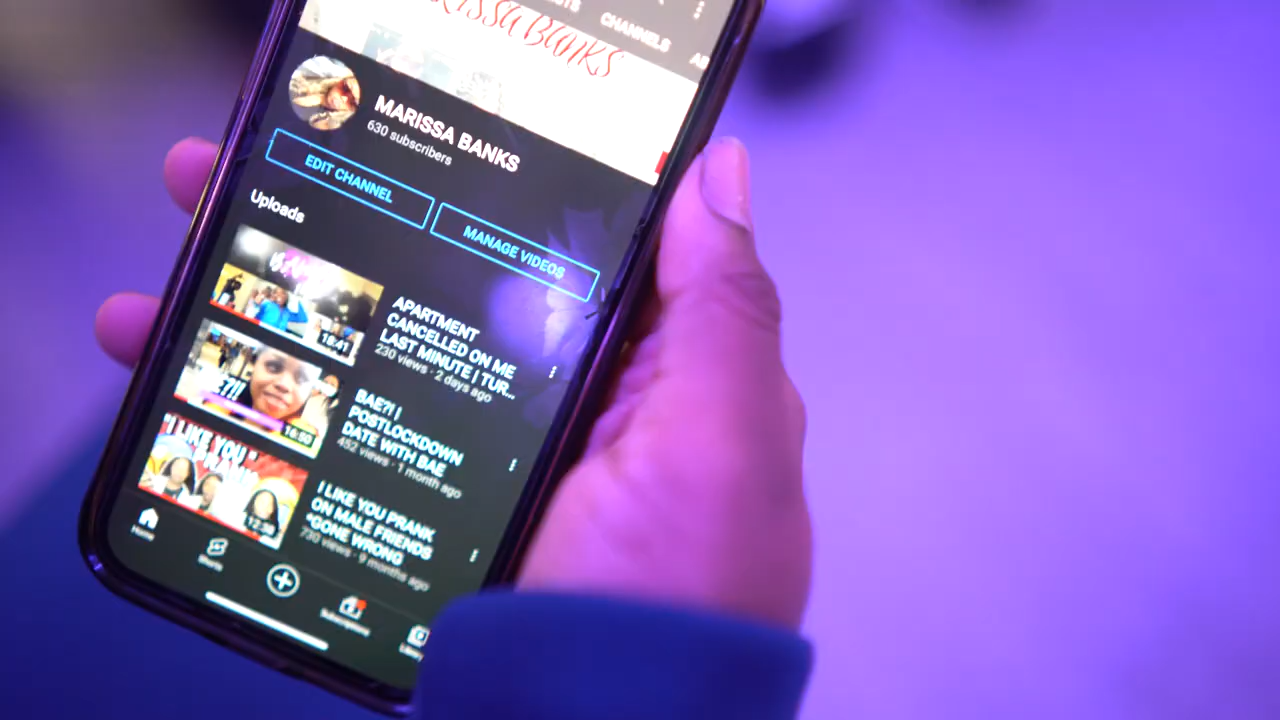 CHANNELS
BANKS
MARISSA BANKS
630 subscribers
EDIT CHANNEL
MANAGE VIDEOS
Uploads
18:41
APARTMENT
CANCELLED ON ME
LAST MINUTE | TUR...
230 views · 2 days ago
16:50
BAE?! |
POSTLOCKDOWN
DATE WITH BAE
452 views · 1 month ago
"I LIKE YOU"
PRANK
I LIKE YOU PRANK
ON MALE FRIENDS
*GONE WRONG
730 views · 9 months ago
Home
Shorts
Subscriptions